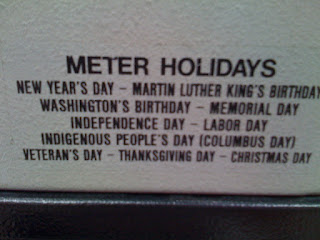 METER HOLIDAYS
NEW YEAR'S DAY – MARTIN LUTHER KING'S BIRTHDAY
WASHINGTON'S BIRTHDAY – MEMORIAL DAY
INDEPENDENCE DAY – LABOR DAY
INDIGENOUS PEOPLE'S DAY (COLUMBUS DAY)
VETERAN'S DAY – THANKSGIVING DAY – CHRISTMAS DAY